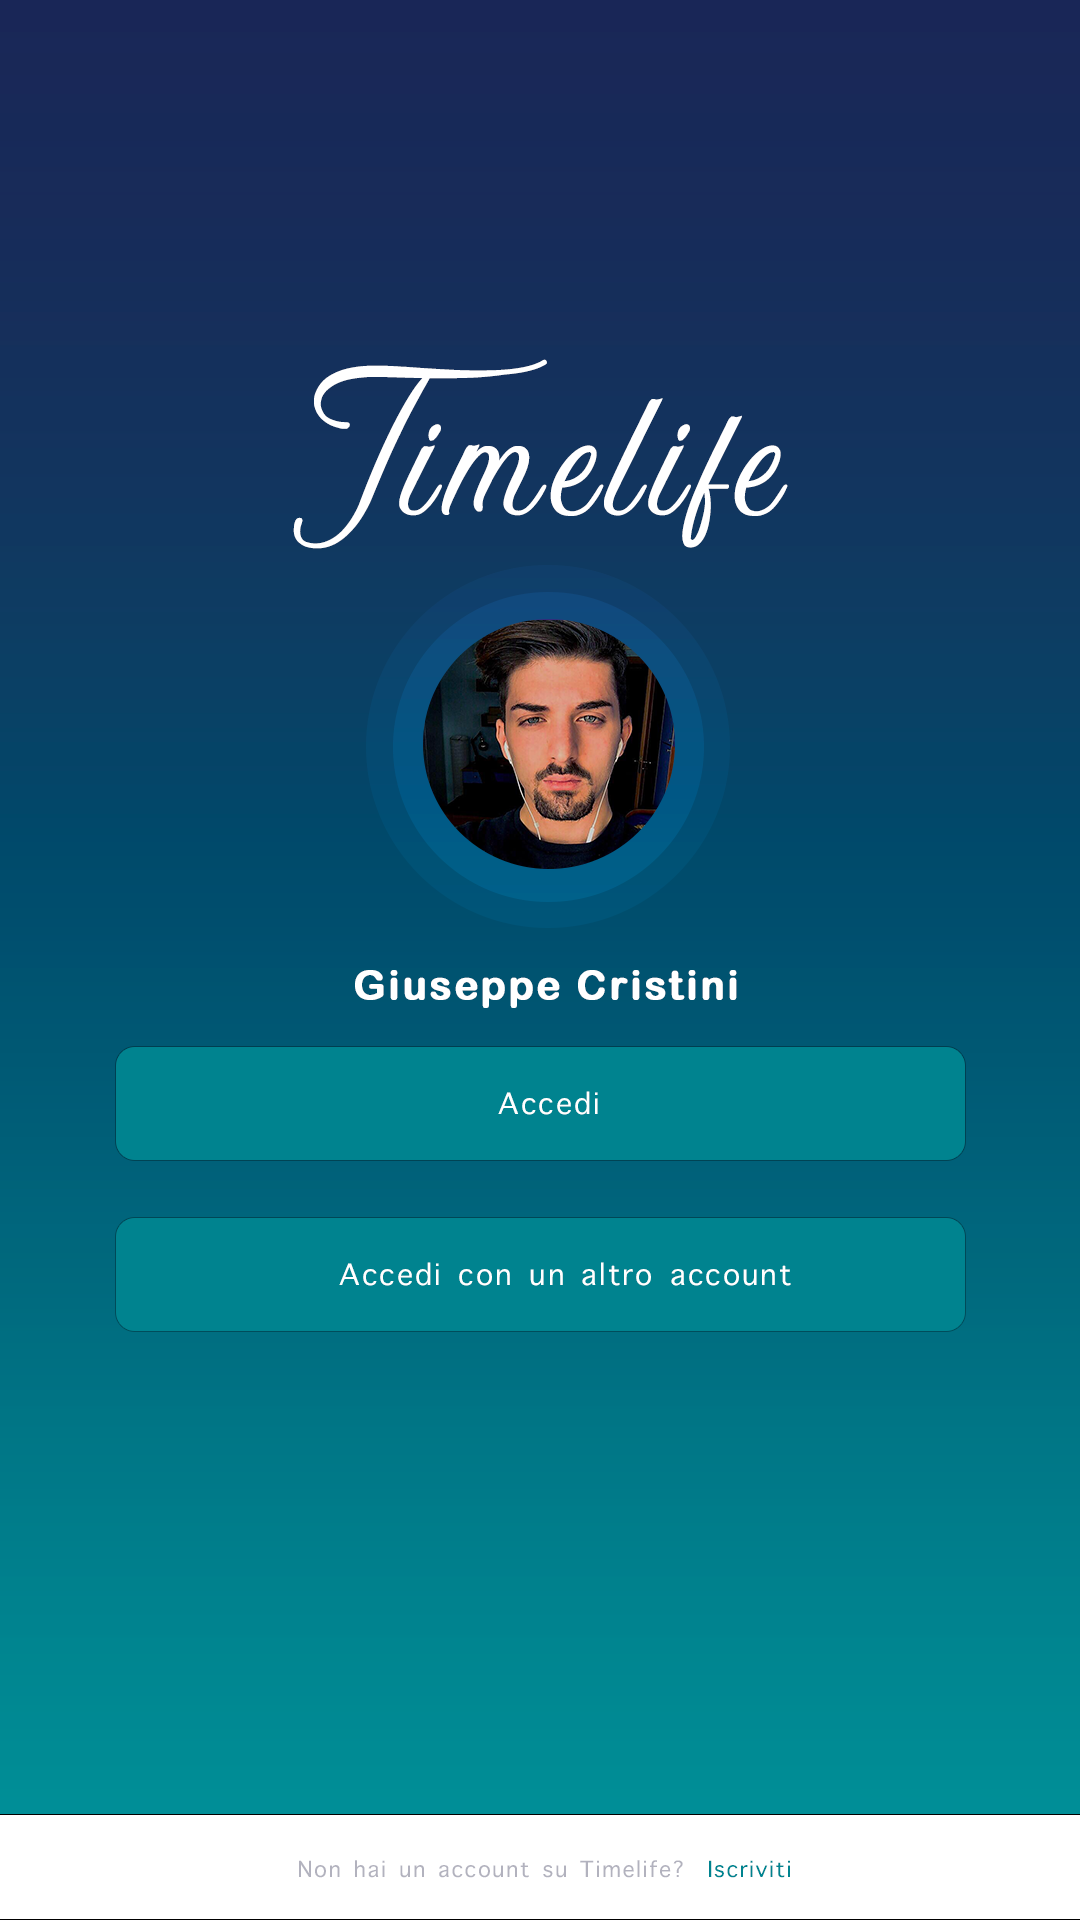 Timelife
Giuseppe Cristini
Accedi
Accedi con un altro account
Non hai un account su Timelife? Iscriviti